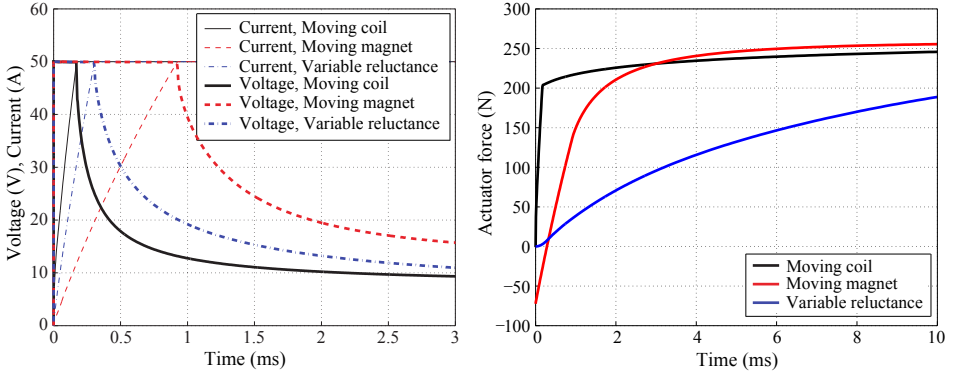 Current, Moving coil
Current, Moving magnet
Current, Variable reluctance
Voltage, Moving coil
Voltage, Moving magnet
Voltage, Variable reluctance
Voltage (V), Current (A)
60
50
40
30
20
10
0
0 0.5 1 1.5 2 2.5 3
Time (ms)
Actuator force (N)
300
250
200
150
100
50
0
−50
−100
Moving coil
Moving magnet
Variable reluctance
0 2 4 6 8 10
Time (ms)